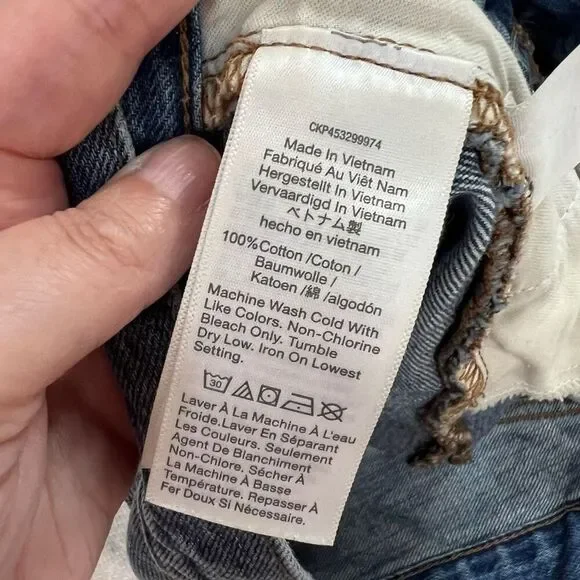 CKP453299974
Made In Vietnam
Fabriqué Au Viêt Nam
Hergestellt In Vietnam
Vervaardigd In Vietnam
ベトナム製
hecho en vietnam
100% Cotton /Coton /
Baumwolle /
Katoen /綿 /algodón
Machine Wash Cold With
Like Colors. Non-Chlorine
Bleach Only. Tumble
Dry Low. Iron On Lowest
Setting.
30
Laver À La Machine À L'eau
Froide.Laver En Séparant
Les Couleurs. Seulement
Agent De Blanchiment
Non-Chlore, Sécher À
La Machine À Basse
Température. Repasser À
Fer Doux Si Nécessaire.